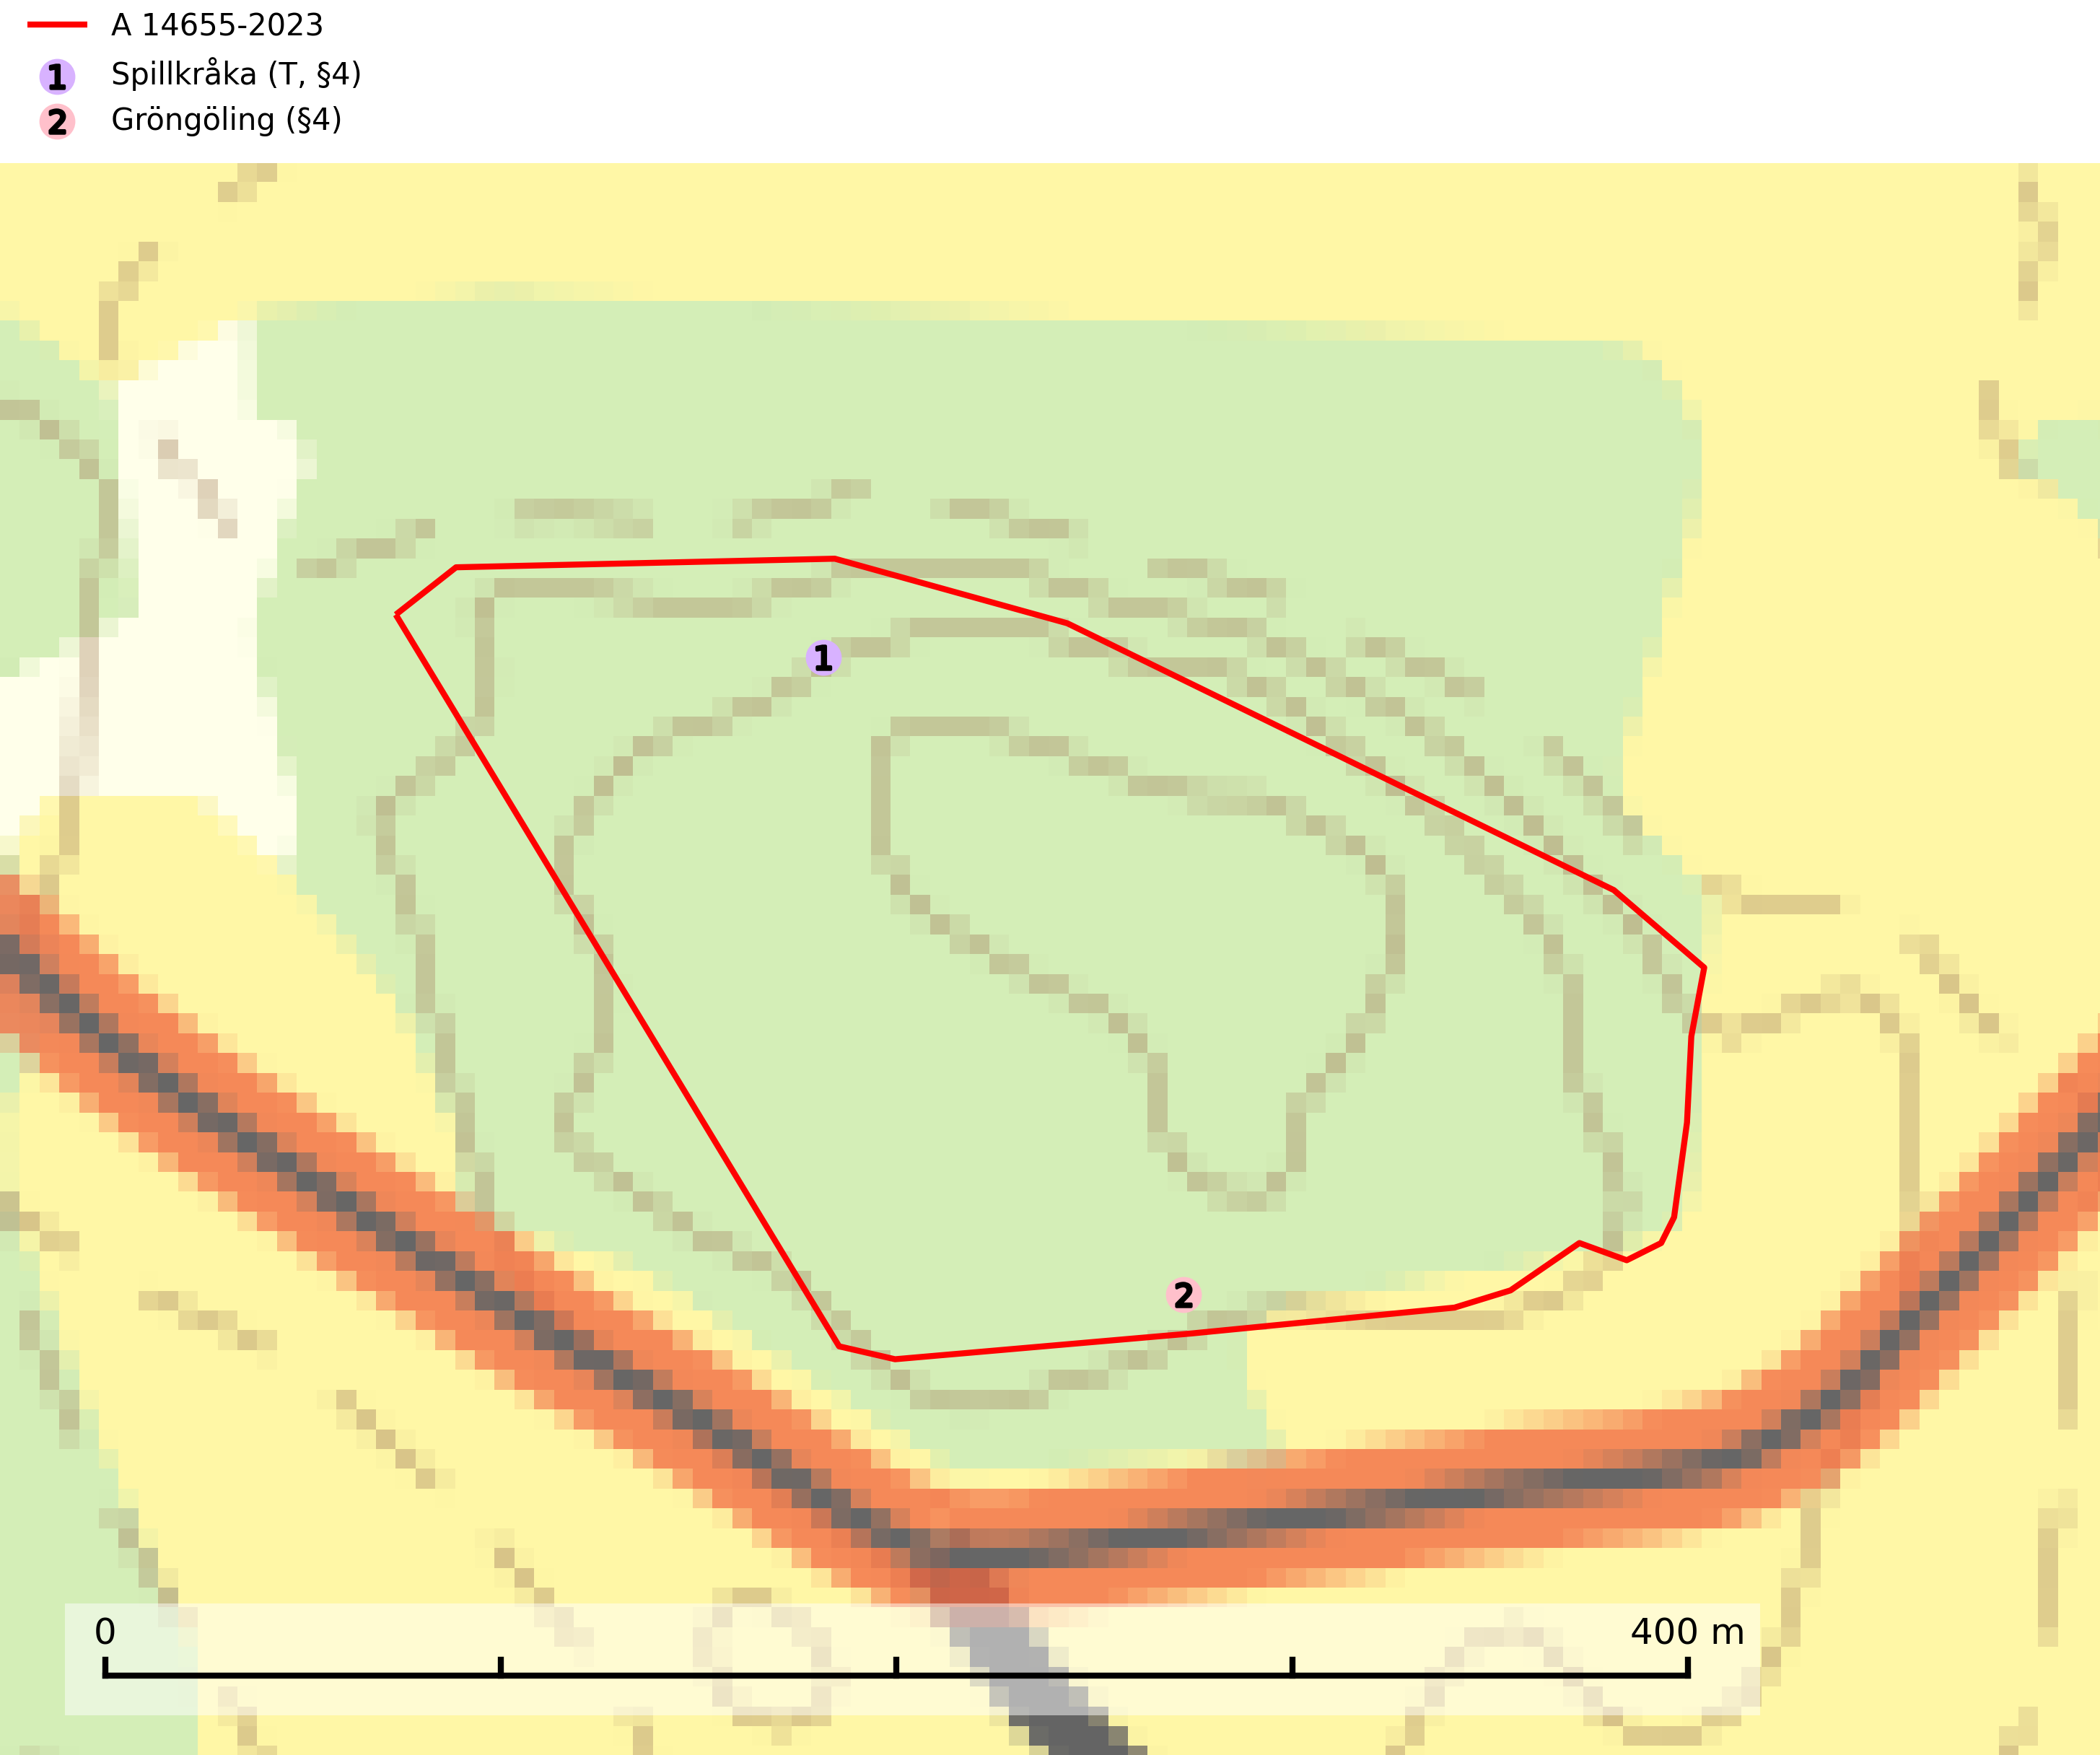 A 14655-2023
1 Spillkråka (T, §4)
2 Gröngöling (§4)
1
2
0 400 m